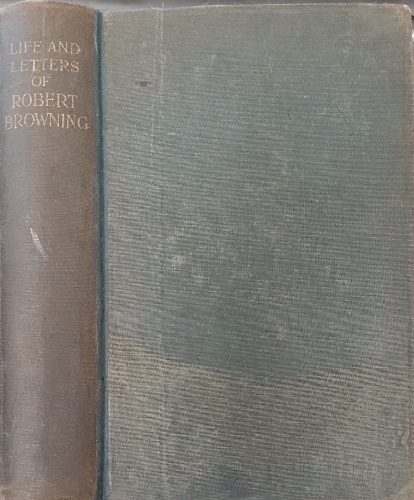 LIFE AND
LETTERS
OF
ROBERT
BROWNING